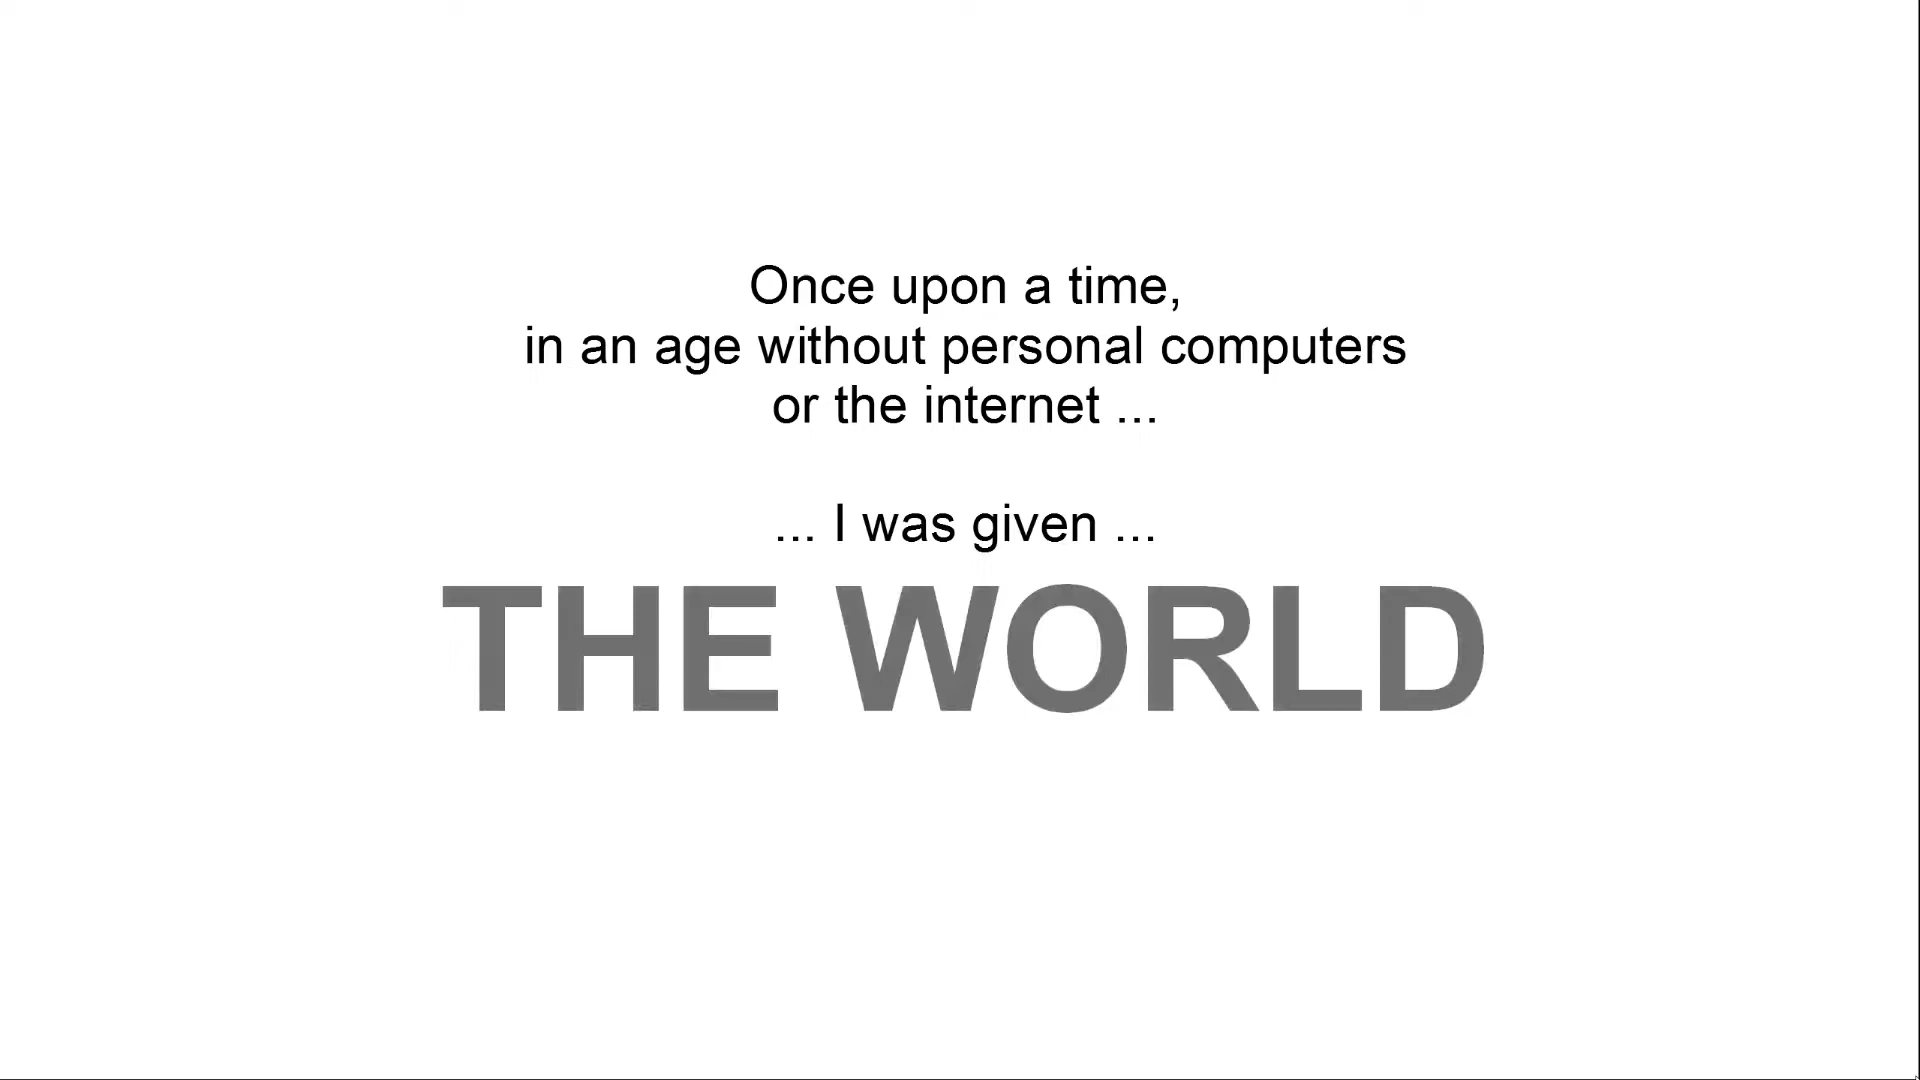 Once upon a time,
in an age without personal computers
or the internet ...
... I was given ...
THE WORLD